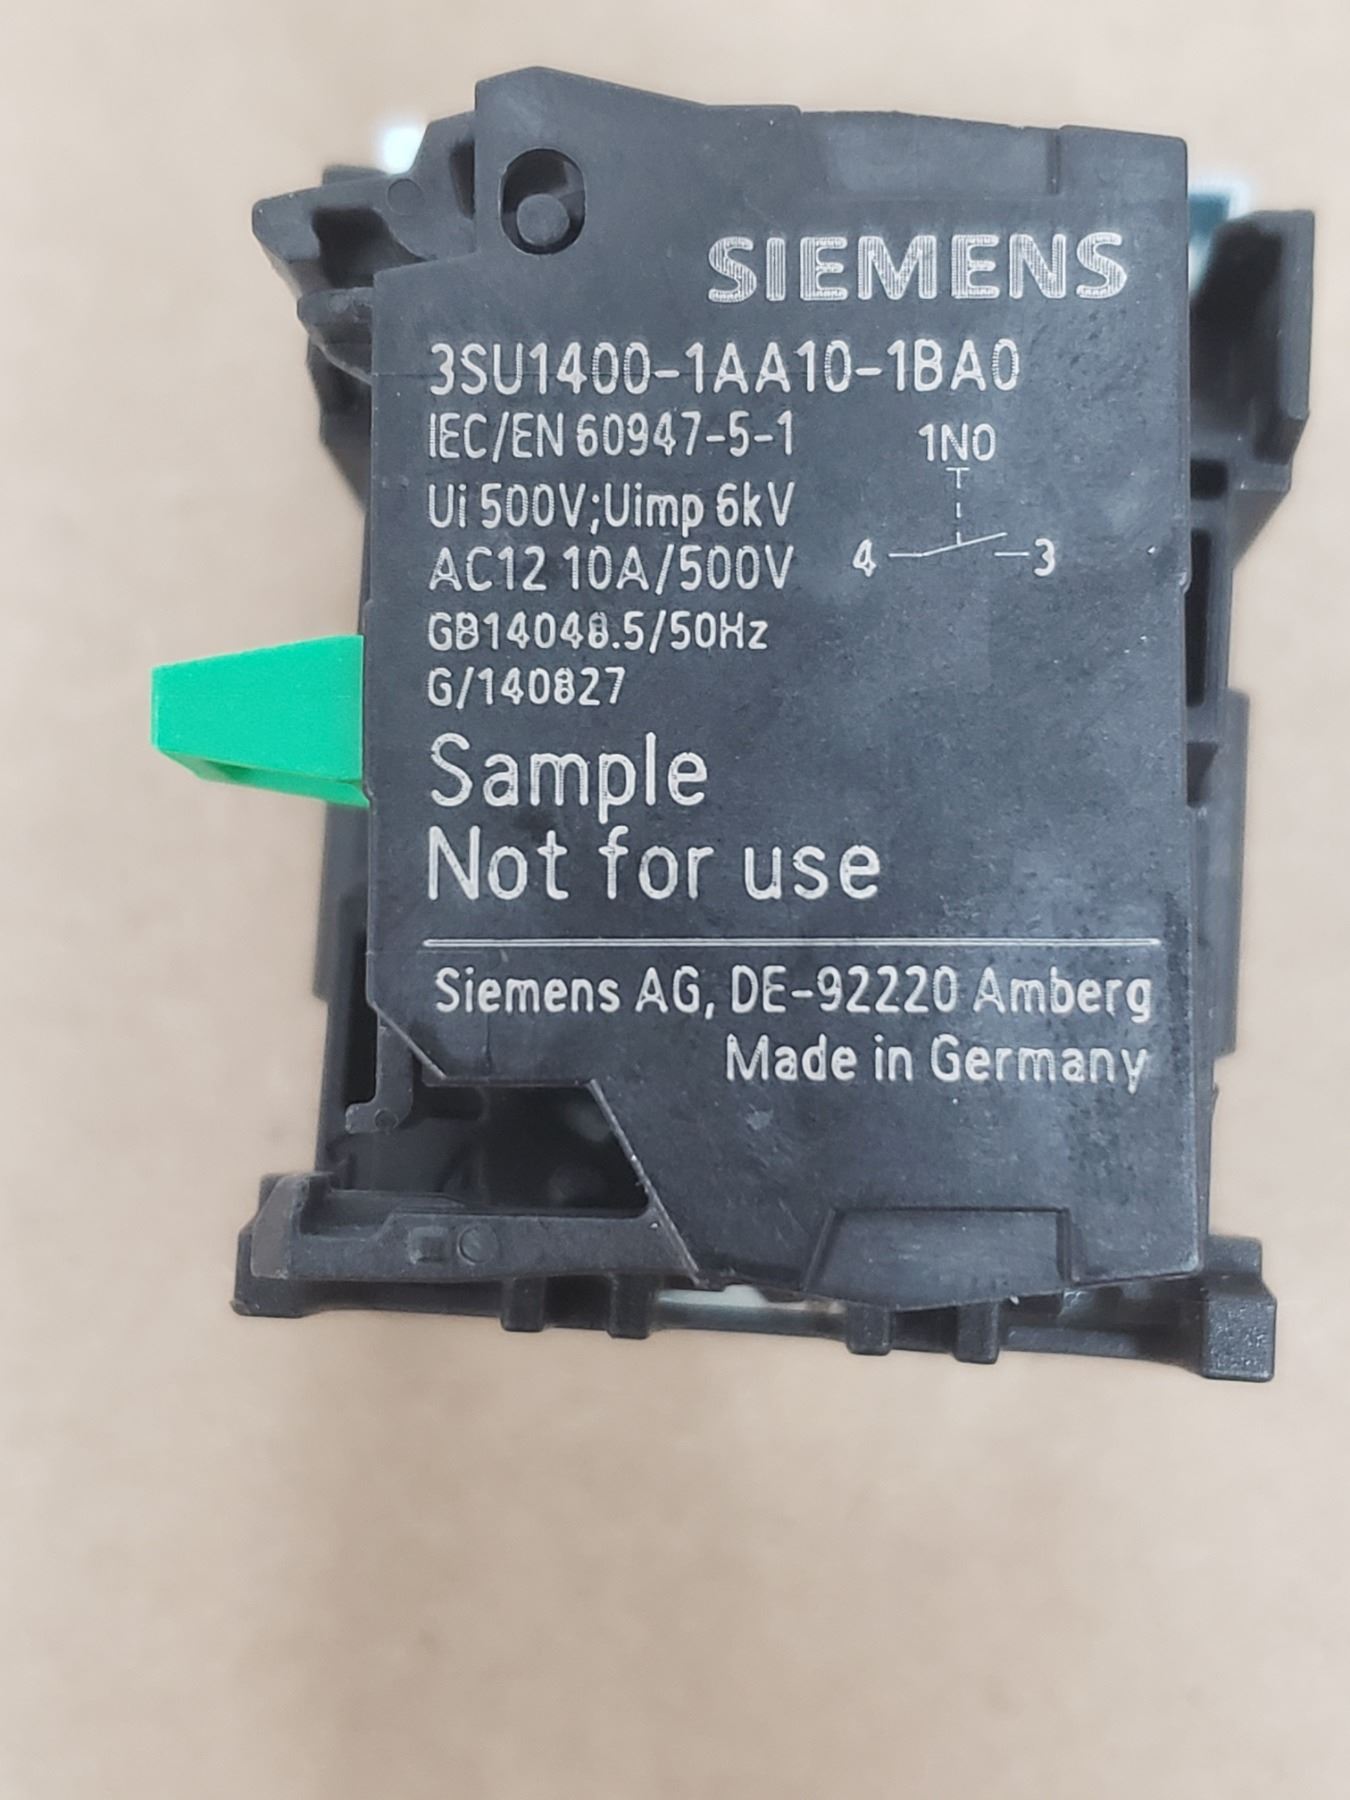 SIEMENS
3SU1400-1AA10-1BA0
IEC/EN 60947-5-1
1NO
Ui 500V;Uimp 6kV
AC12 10A/500V
4 3
GB14048.5/50Hz
G/140827
Sample
Not for use
Siemens AG, DE-92220 Amberg
Made in Germany